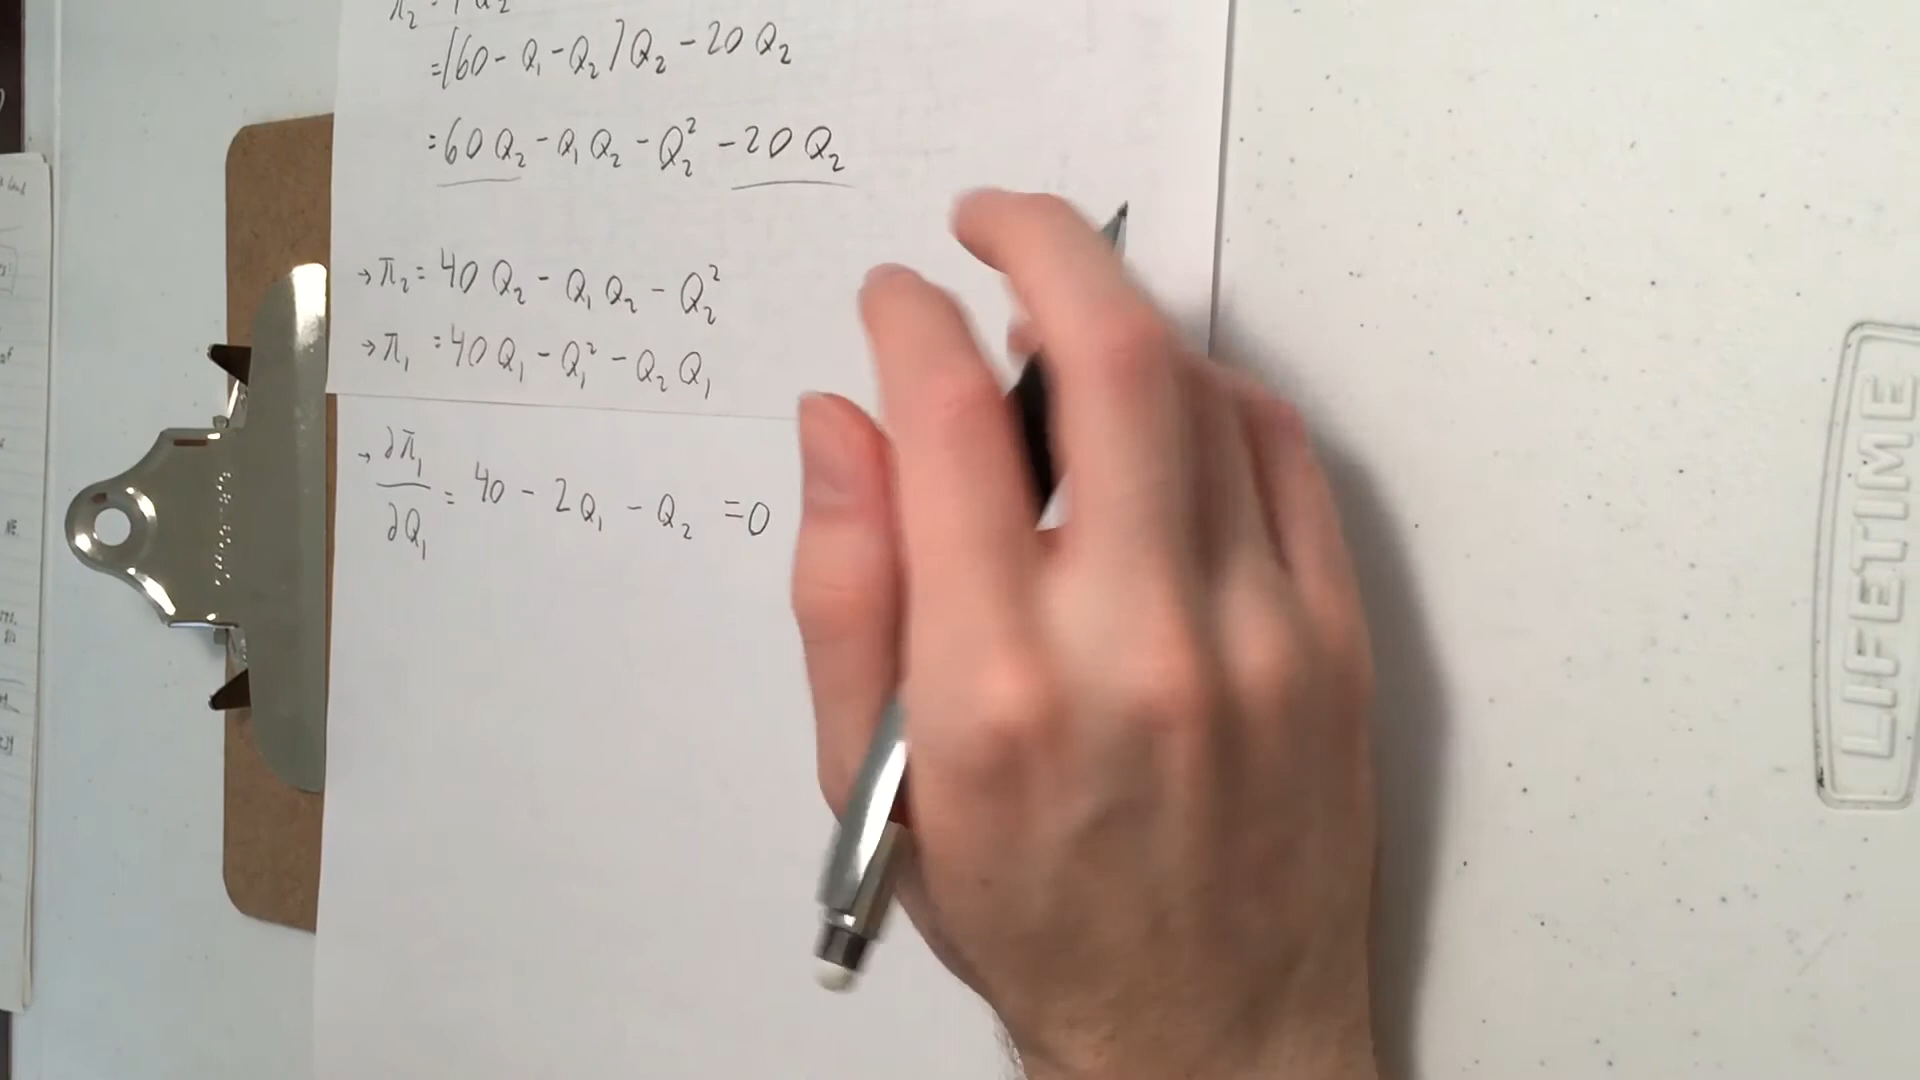 =(60 - Q₁ - Q₂)Q₂ - 20 Q₂
=60 Q₂ - Q₁ Q₂ - Q₂² - 20 Q₂
→ π₂ = 40 Q₂ - Q₁ Q₂ - Q₂²
→ π₁ = 40 Q₁ - Q₁² - Q₂ Q₁
→ ∂π₁/∂Q₁ = 40 - 2Q₁ - Q₂ = 0
LIFETIME